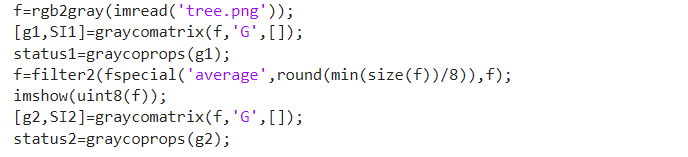 f=rgb2gray(imread('tree.png'));
[g1,SI1]=graycomatrix(f,'G',[]);
status1=graycoprops(g1);
f=filter2(fspecial('average',round(min(size(f))/8)),f);
imshow(uint8(f));
[g2,SI2]=graycomatrix(f,'G',[]);
status2=graycoprops(g2);